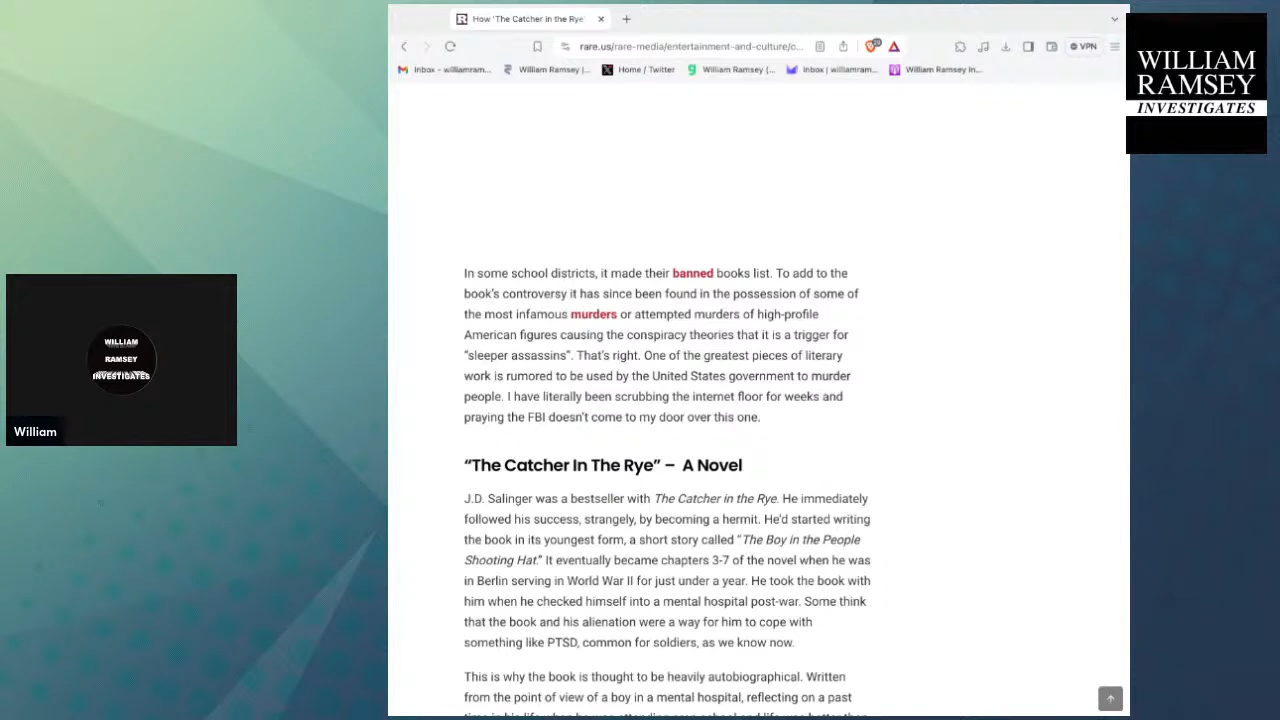 How 'The Catcher in the Rye'
rare.us/rare-media/entertainment-and-culture/c...
VPN
Inbox - williamram...
William Ramsey |...
Home / Twitter
William Ramsey (...
Inbox | williamram...
William Ramsey In...
WILLIAM
RAMSEY
INVESTIGATES
In some school districts, it made their banned books list. To add to the
book's controversy it has since been found in the possession of some of
the most infamous murders or attempted murders of high-profile
American figures causing the conspiracy theories that it is a trigger for
“sleeper assassins”. That's right. One of the greatest pieces of literary
work is rumored to be used by the United States government to murder
people. I have literally been scrubbing the internet floor for weeks and
praying the FBI doesn't come to my door over this one.
WILLIAM
RAMSEY
INVESTIGATES
William
“The Catcher In The Rye” – A Novel
J.D. Salinger was a bestseller with The Catcher in the Rye. He immediately
followed his success, strangely, by becoming a hermit. He'd started writing
the book in its youngest form, a short story called “The Boy in the People
Shooting Hat.” It eventually became chapters 3-7 of the novel when he was
in Berlin serving in World War II for just under a year. He took the book with
him when he checked himself into a mental hospital post-war. Some think
that the book and his alienation were a way for him to cope with
something like PTSD, common for soldiers, as we know now.
This is why the book is thought to be heavily autobiographical. Written
from the point of view of a boy in a mental hospital, reflecting on a past